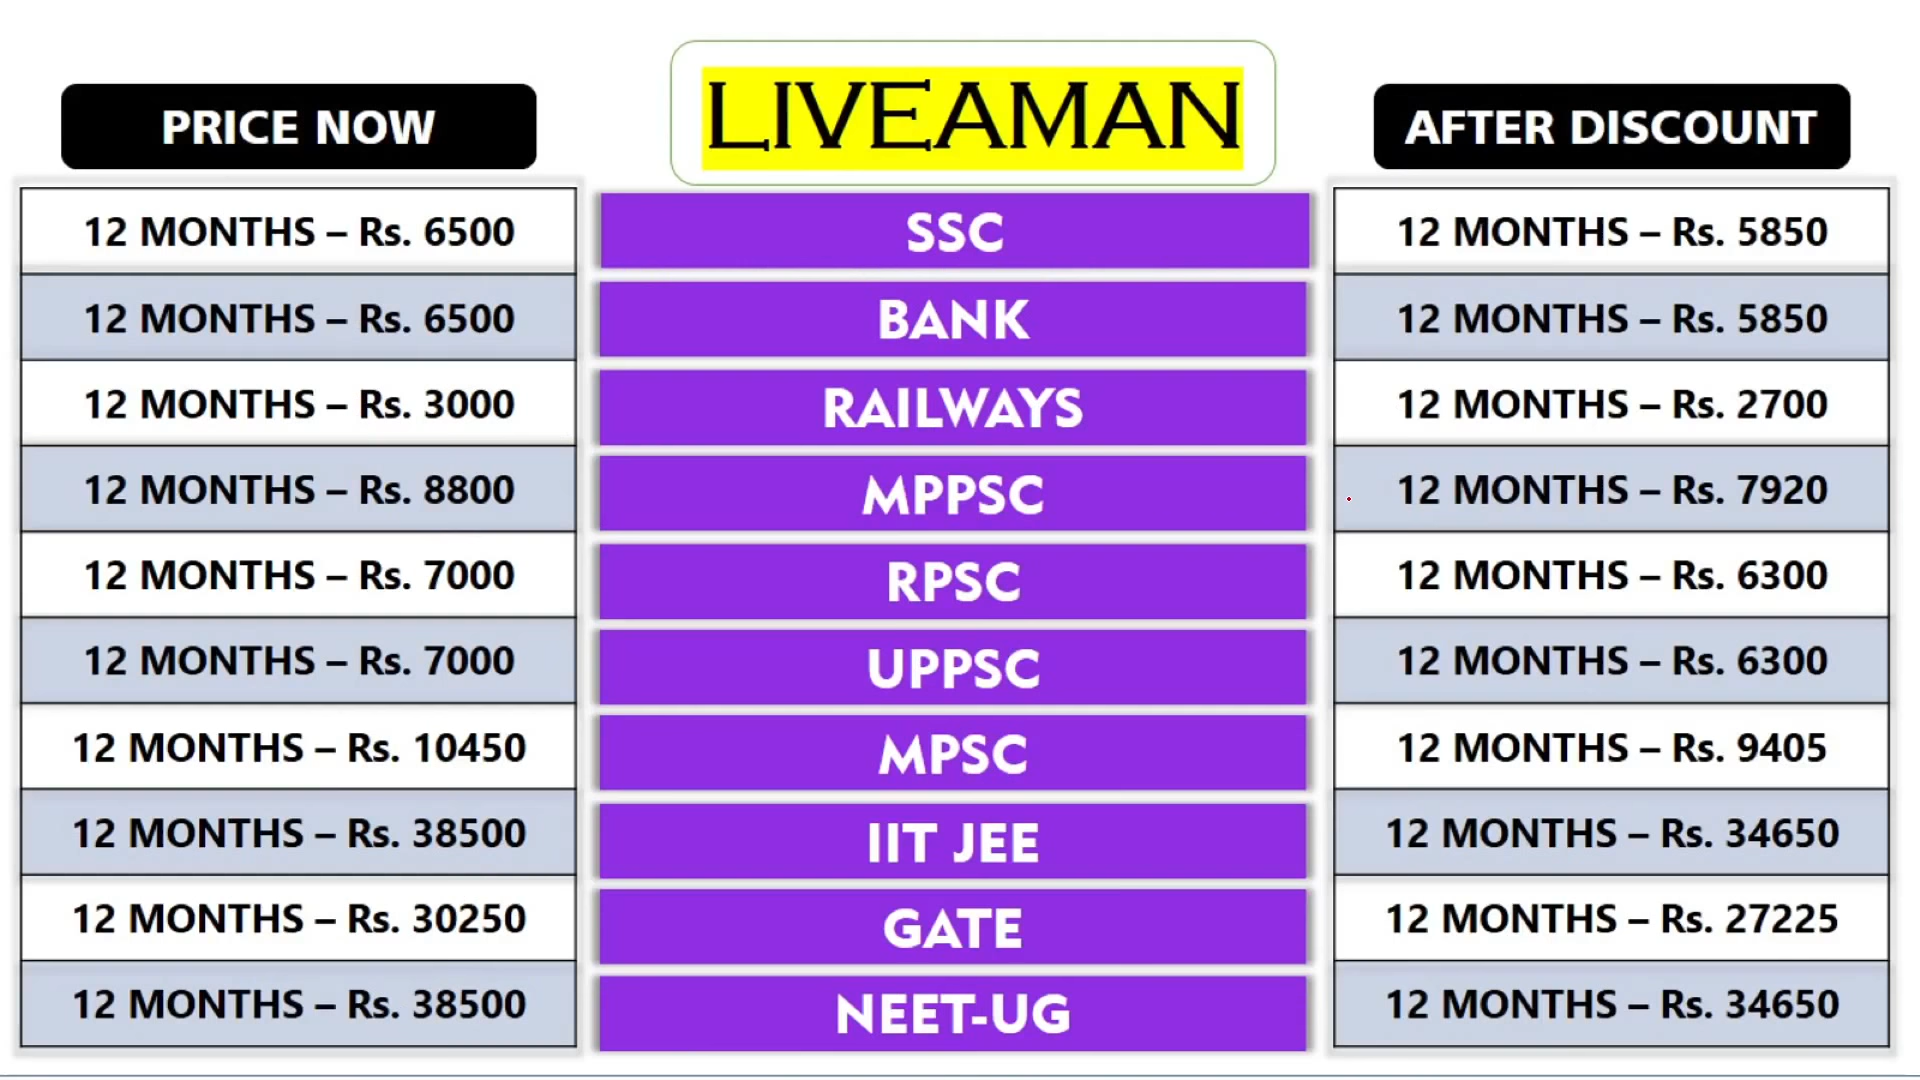 PRICE NOW
LIVEAMAN
AFTER DISCOUNT
12 MONTHS – Rs. 6500
SSC
12 MONTHS – Rs. 5850
12 MONTHS – Rs. 6500
BANK
12 MONTHS – Rs. 5850
12 MONTHS – Rs. 3000
RAILWAYS
12 MONTHS – Rs. 2700
12 MONTHS – Rs. 8800
MPPSC
12 MONTHS – Rs. 7920
12 MONTHS – Rs. 7000
RPSC
12 MONTHS – Rs. 6300
12 MONTHS – Rs. 7000
UPPSC
12 MONTHS – Rs. 6300
12 MONTHS – Rs. 10450
MPSC
12 MONTHS – Rs. 9405
12 MONTHS – Rs. 38500
IIT JEE
12 MONTHS – Rs. 34650
12 MONTHS – Rs. 30250
GATE
12 MONTHS – Rs. 27225
12 MONTHS – Rs. 38500
NEET-UG
12 MONTHS – Rs. 34650